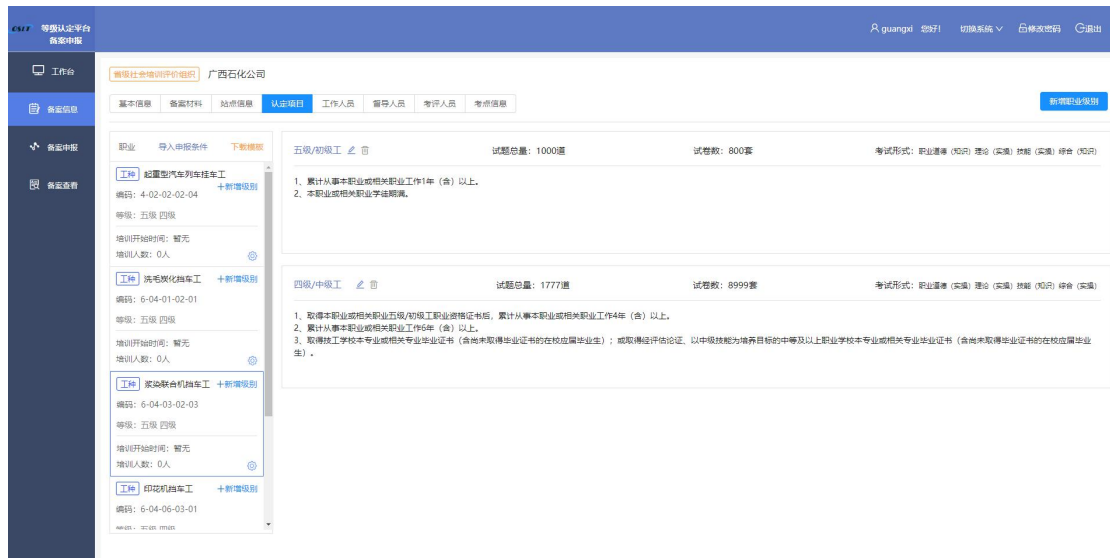 OSTA 等级认定平台
备案申报
guangxi 您好! 切换系统 修改密码 退出
工作台
备案信息
备案申报
备案查看
省级社会培训评价组织 广西石化公司
基本信息 备案材料 站点信息 认定项目 工作人员 督导人员 考评人员 考点信息
新增职业级别
职业 导入申报条件 下载模板
工种 起重型汽车列车挂车工
+新增级别
编码：4-02-02-02-04
等级：五级 四级
培训开始时间：暂无
培训人数：0人
工种 洗毛炭化挡车工 +新增级别
编码：6-04-01-02-01
等级：五级 四级
培训开始时间：暂无
培训人数：0人
工种 浆染联合机挡车工 +新增级别
编码：6-04-03-02-03
等级：五级 四级
培训开始时间：暂无
培训人数：0人
工种 印花机挡车工 +新增级别
编码：6-04-06-03-01
等级：五级 四级
五级/初级工 试题总量：1000道 试卷数：800套 考试形式：职业道德（知识）理论（实操）技能（实操）综合（知识）
1、累计从事本职业或相关职业工作1年（含）以上。
2、本职业或相关职业学徒期满。
四级/中级工 试题总量：1777道 试卷数：8999套 考试形式：职业道德（实操）理论（实操）技能（知识）综合（实操）
1、取得本职业或相关职业五级/初级工职业资格证书后，累计从事本职业或相关职业工作4年（含）以上。
2、累计从事本职业或相关职业工作6年（含）以上。
3、取得技工学校本专业或相关专业毕业证书（含尚未取得毕业证书的在校应届毕业生）；或取得经评估论证、以中级技能为培养目标的中等及以上职业学校本专业或相关专业毕业证书（含尚未取得毕业证书的在校应届毕业
生）。